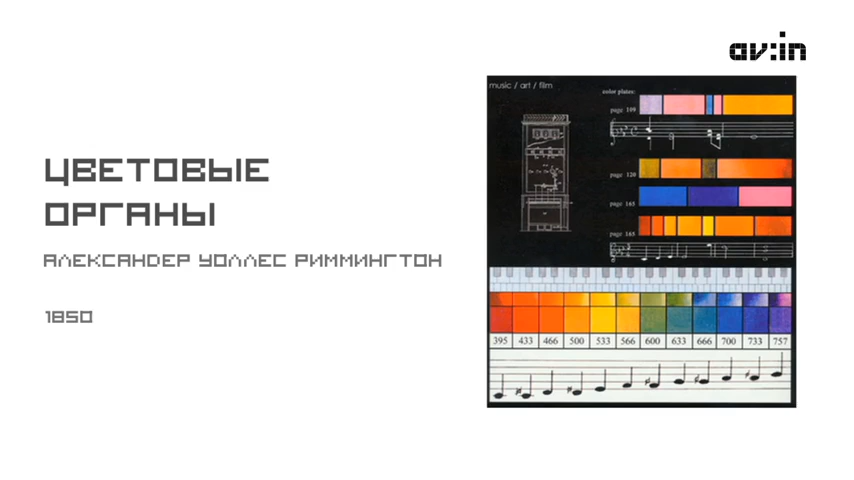 av:in
ЦВЕТОВЫЕ
ОРГАНЫ
АЛЕКСАНДЕР УОЛЛЕС РИММИНГТОН
1850
music / art / film
color plates:
page 109
page 120
page 165
page 165
395 433 466 500 533 566 600 633 666 700 733 757